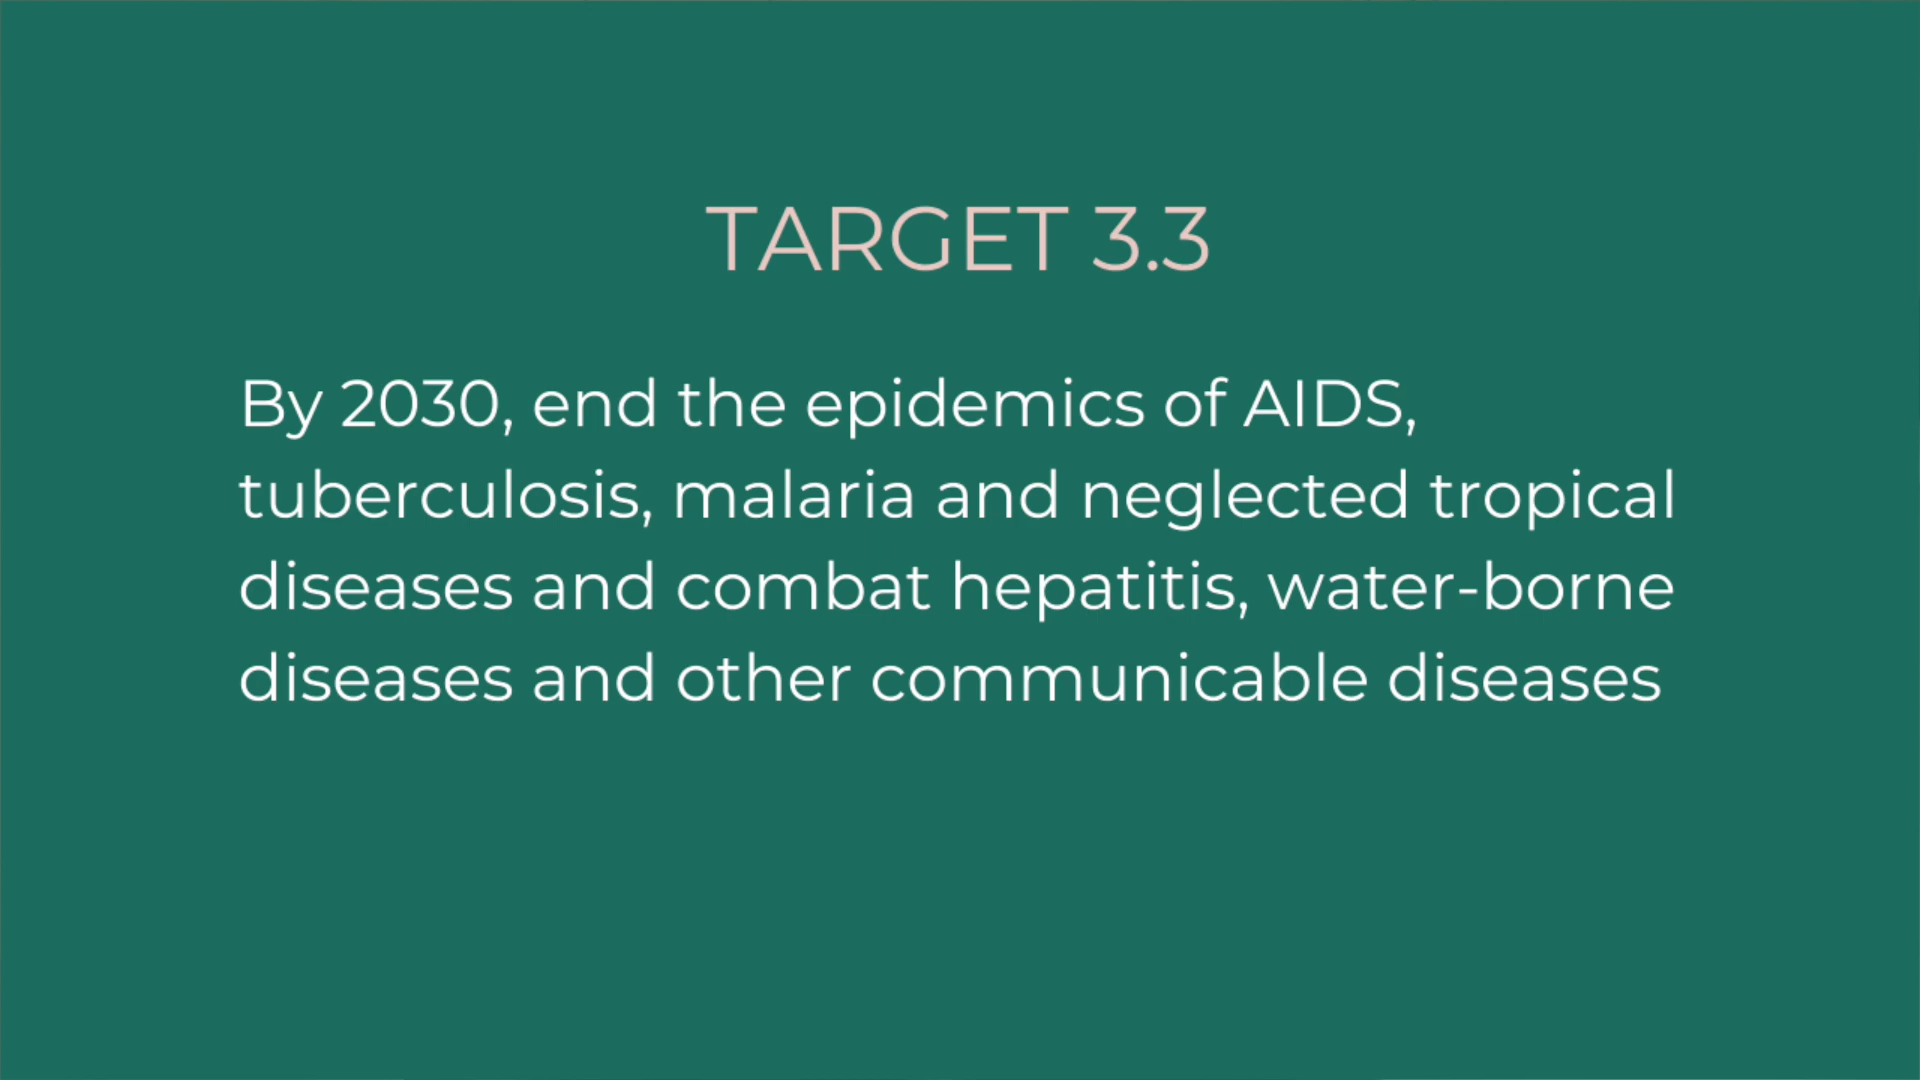 TARGET 3.3
By 2030, end the epidemics of AIDS,
tuberculosis, malaria and neglected tropical
diseases and combat hepatitis, water-borne
diseases and other communicable diseases